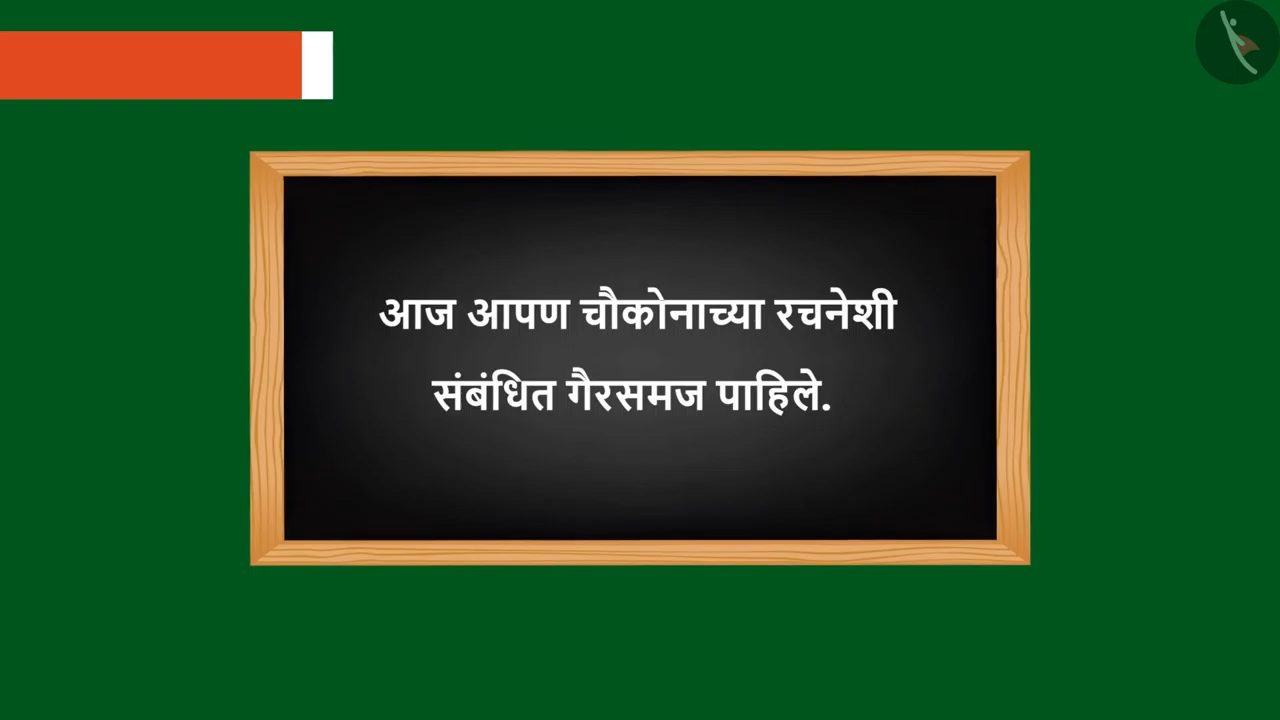 आज आपण चौकोनाच्या रचनेशी
संबंधित गैरसमज पाहिले.